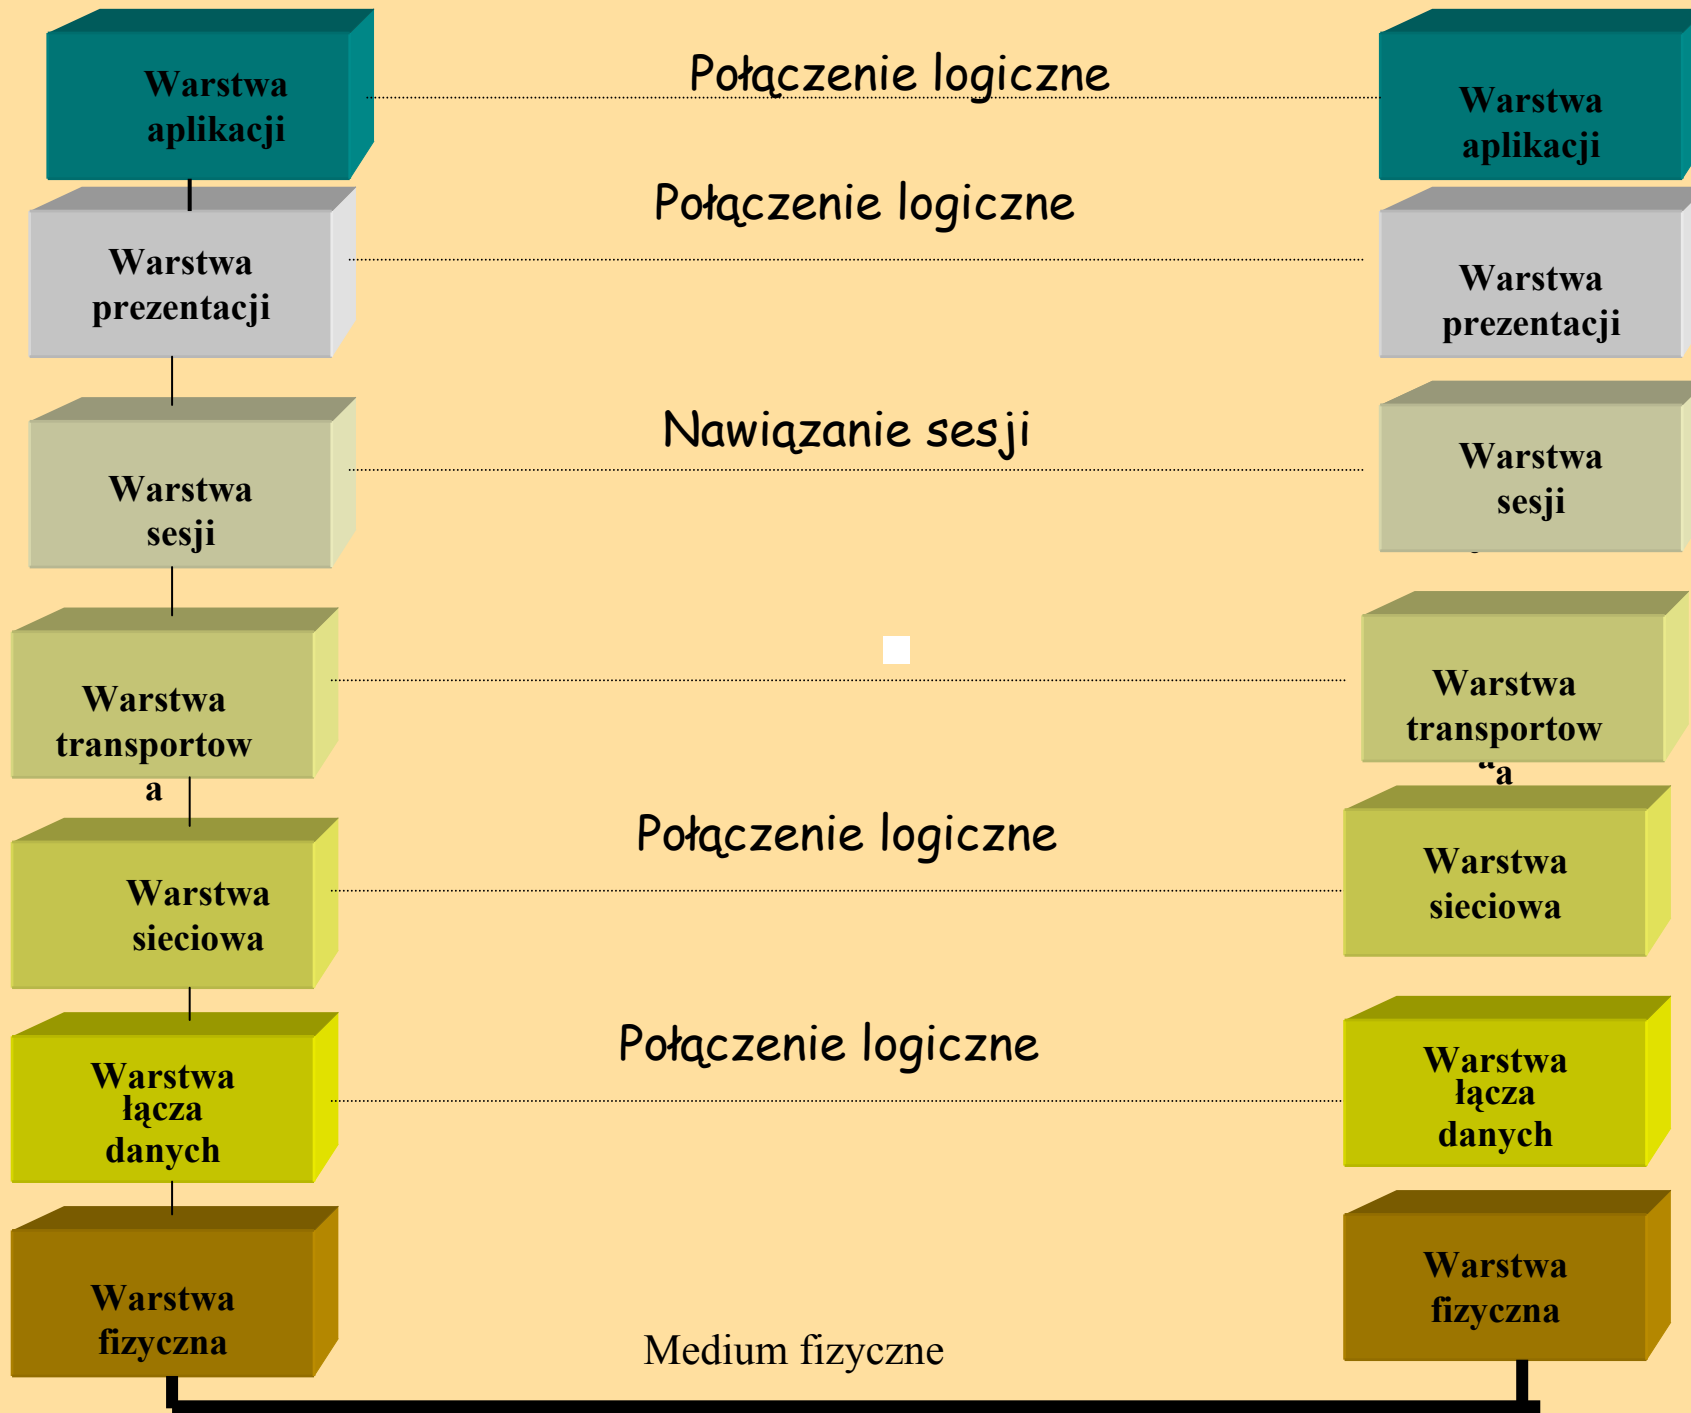 Warstwa
aplikacji
Połączenie logiczne
Warstwa
aplikacji
Warstwa
prezentacji
Połączenie logiczne
Warstwa
prezentacji
Warstwa
sesji
Nawiązanie sesji
Warstwa
sesji
Warstwa
transportow
a
Warstwa
transportow
a
a
Warstwa
sieciowa
Połączenie logiczne
Warstwa
sieciowa
Warstwa
łącza
danych
Połączenie logiczne
Warstwa
łącza
danych
Warstwa
fizyczna
Medium fizyczne
Warstwa
fizyczna